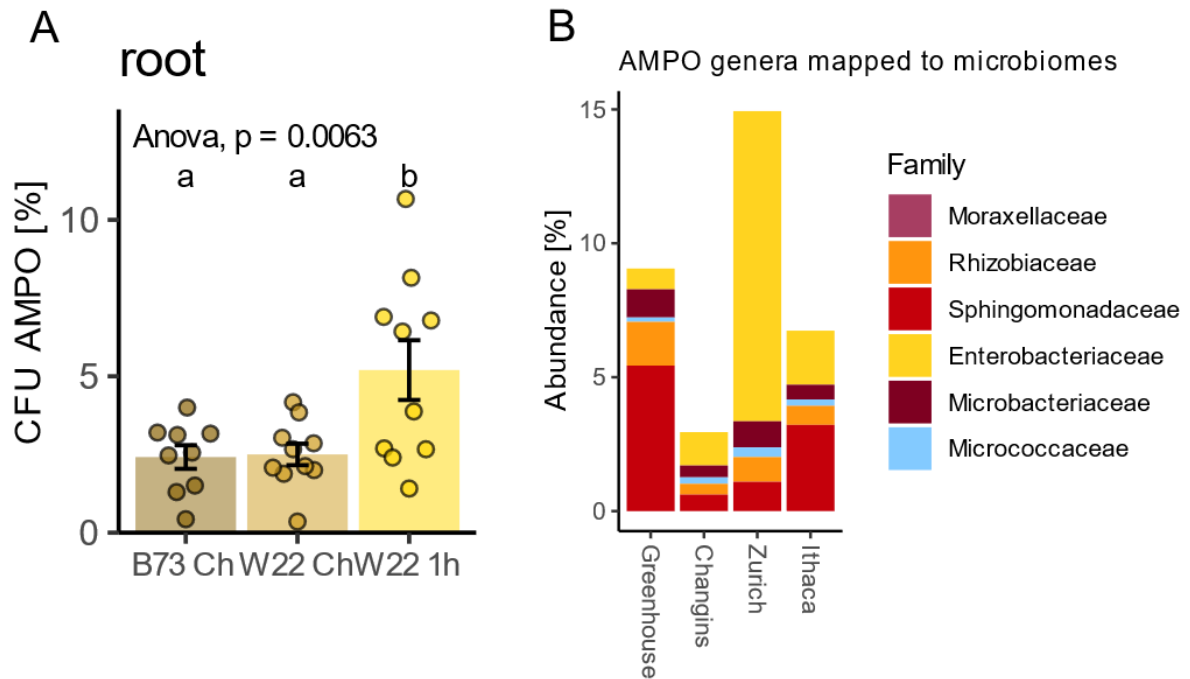 A
root
Anova, p = 0.0063
a a b
CFU AMPO [%]
10
5
0
B73 Ch W22 Ch W22 1h
B
AMPO genera mapped to microbiomes
Abundance [%]
15
10
5
0
Greenhouse
Changins
Zurich
Ithaca
Family
Moraxellaceae
Rhizobiaceae
Sphingomonadaceae
Enterobacteriaceae
Microbacteriaceae
Micrococcaceae